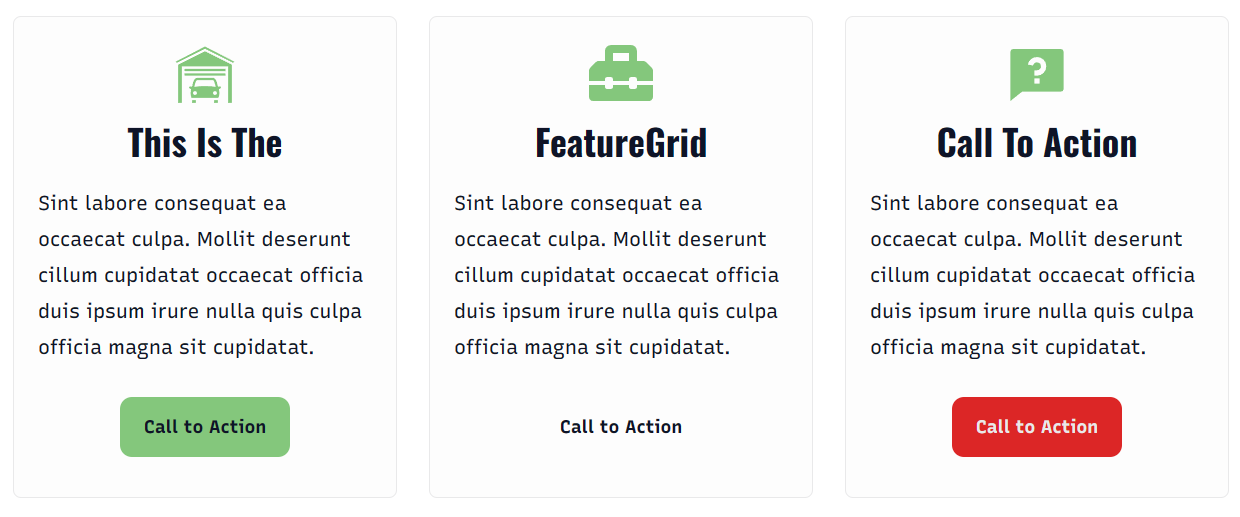 This Is The
Sint labore consequat ea
occaecat culpa. Mollit deserunt
cillum cupidatat occaecat officia
duis ipsum irure nulla quis culpa
officia magna sit cupidatat.
Call to Action
FeatureGrid
Sint labore consequat ea
occaecat culpa. Mollit deserunt
cillum cupidatat occaecat officia
duis ipsum irure nulla quis culpa
officia magna sit cupidatat.
Call to Action
?
Call To Action
Sint labore consequat ea
occaecat culpa. Mollit deserunt
cillum cupidatat occaecat officia
duis ipsum irure nulla quis culpa
officia magna sit cupidatat.
Call to Action